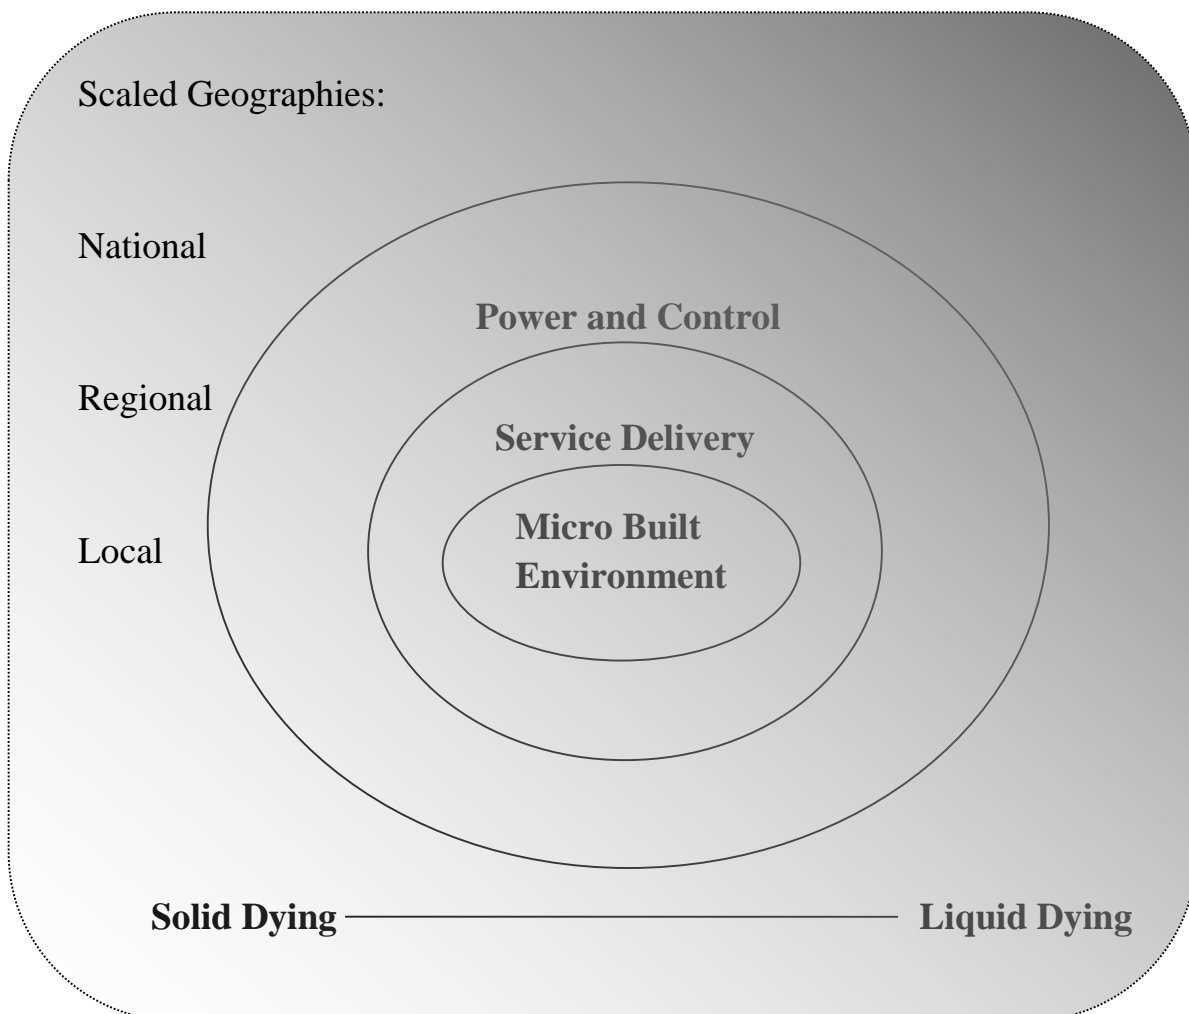 Scaled Geographies:
National
Power and Control
Regional
Service Delivery
Micro Built
Environment
Local
Solid Dying
Liquid Dying